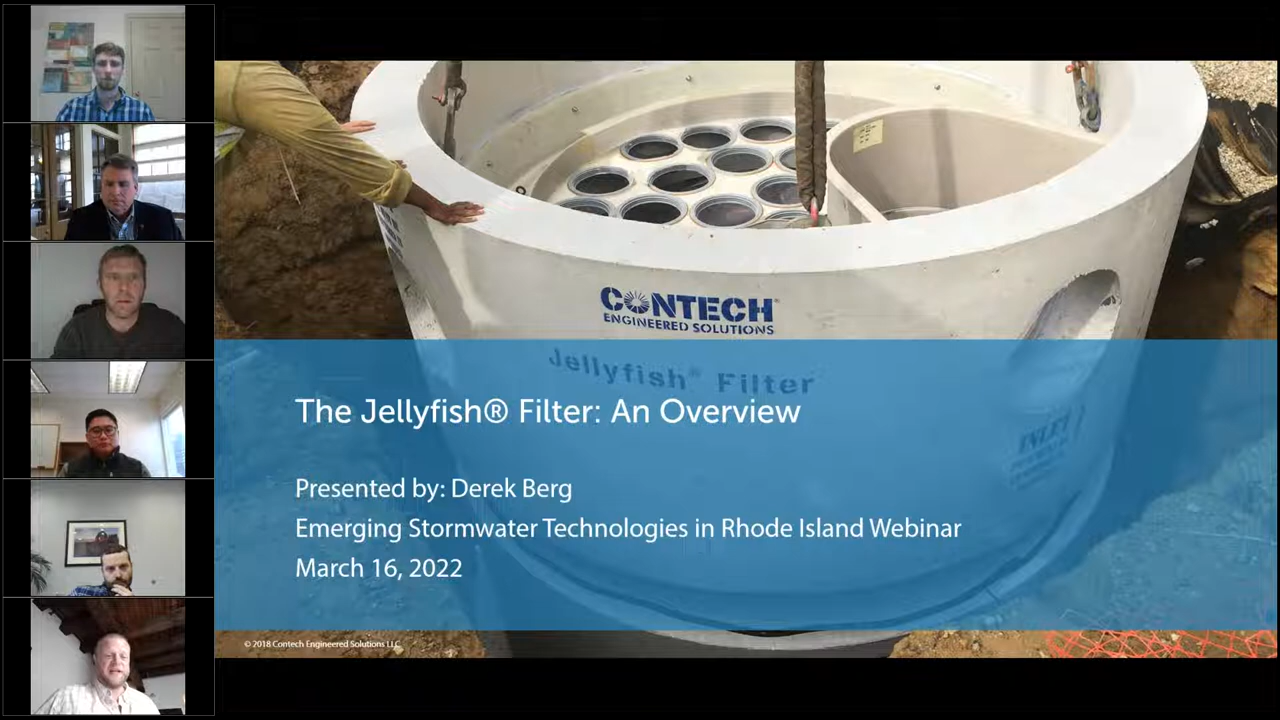 CONTECH®
ENGINEERED SOLUTIONS
Jellyfish® Filter
The Jellyfish® Filter: An Overview
INLET
Presented by: Derek Berg
Emerging Stormwater Technologies in Rhode Island Webinar
March 16, 2022
© 2018 Contech Engineered Solutions LLC